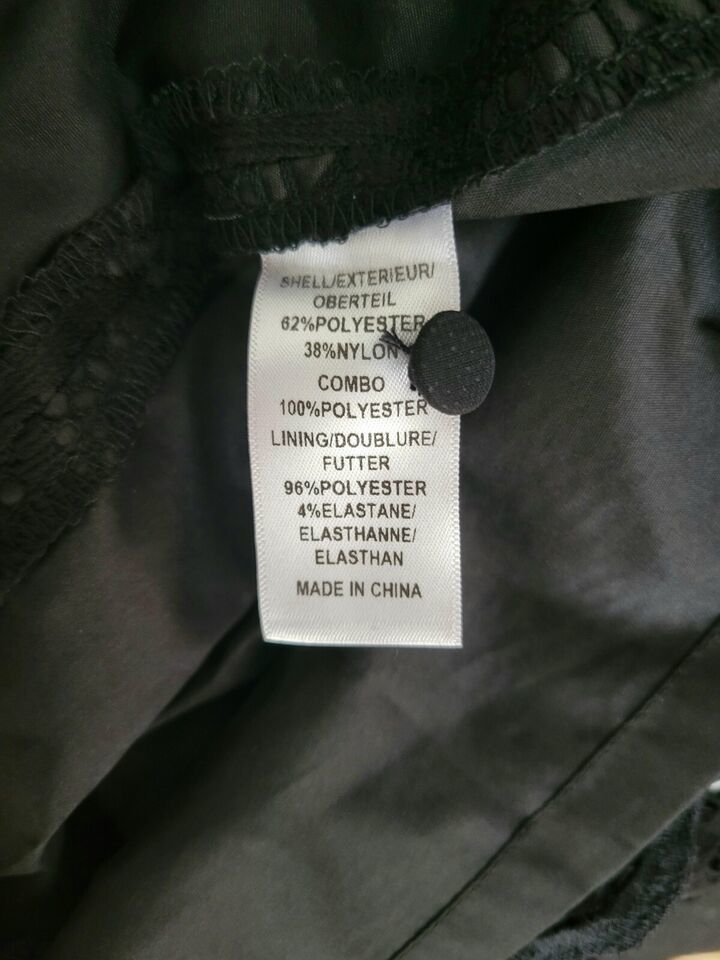 SHELL/EXTERIEUR/
OBERTEIL
62%POLYESTER
38%NYLON
COMBO
100%POLYESTER
LINING/DOUBLURE/
FUTTER
96%POLYESTER
4%ELASTANE/
ELASTHANNE/
ELASTHAN
MADE IN CHINA